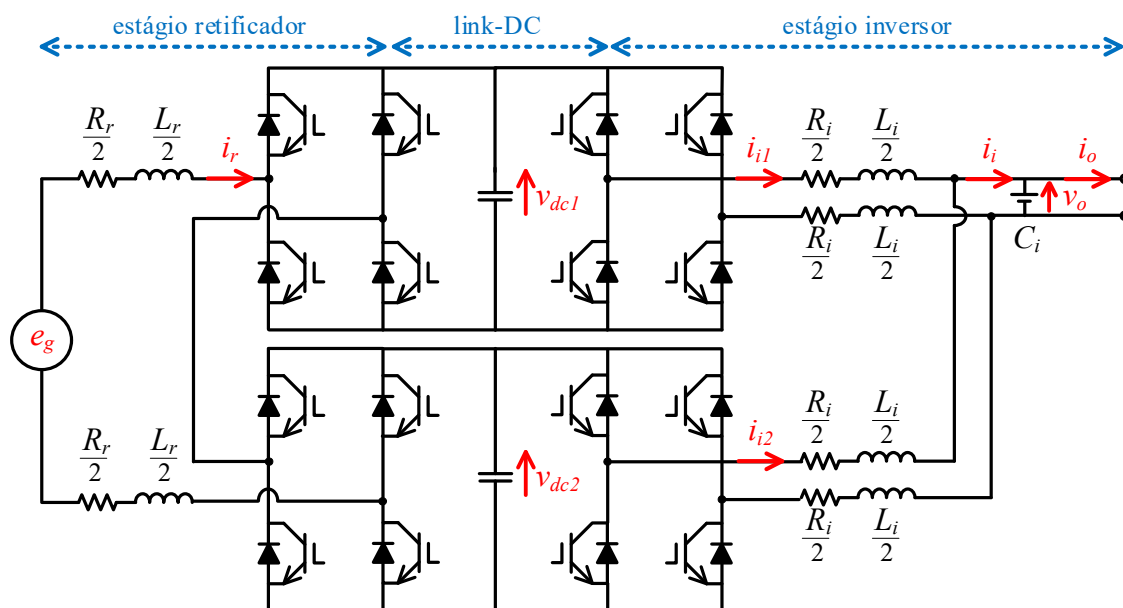 estágio retificador
link-DC
estágio inversor
R_r/2
L_r/2
i_r
v_dc1
i_i1
R_i/2
L_i/2
i_i
i_o
v_o
C_i
R_i/2
L_i/2
e_g
R_r/2
L_r/2
v_dc2
i_i2
R_i/2
L_i/2
R_i/2
L_i/2